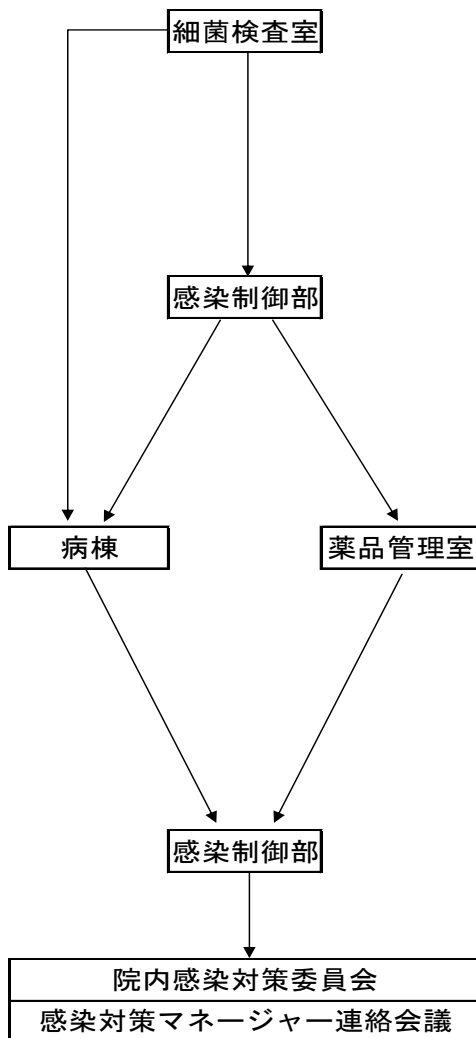 細菌検査室
感染制御部
病棟
薬品管理室
感染制御部
院内感染対策委員会
感染対策マネージャー連絡会議